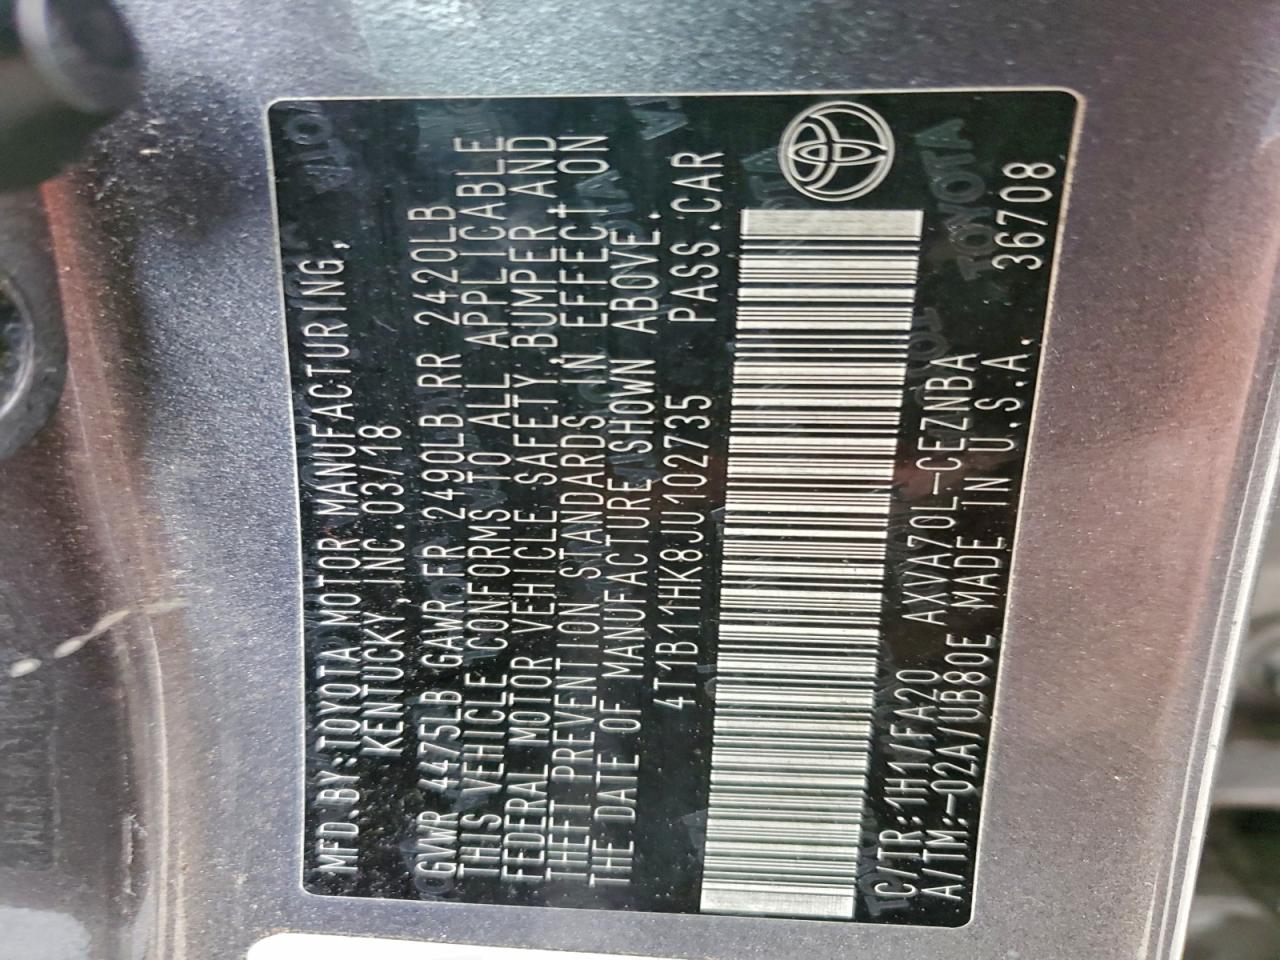 MFD.BY:TOYOTA MOTOR MANUFACTURING,
KENTUCKY,INC.03/18
GVWR 4475LB GAWR FR 2490LB RR 2420LB
THIS VEHICLE CONFORMS TO ALL APPLICABLE
FEDERAL MOTOR VEHICLE SAFETY,BUMPER,AND
THEFT PREVENTION STANDARDS IN EFFECT ON
THE DATE OF MANUFACTURE SHOWN ABOVE.
4T1B11HK8JU102735 PASS.CAR
C/TR:1H1/FA20 AXVA70L-CEZNBA
A/TM:-02A/UB80E MADE IN U.S.A. 36708
TOYOTA